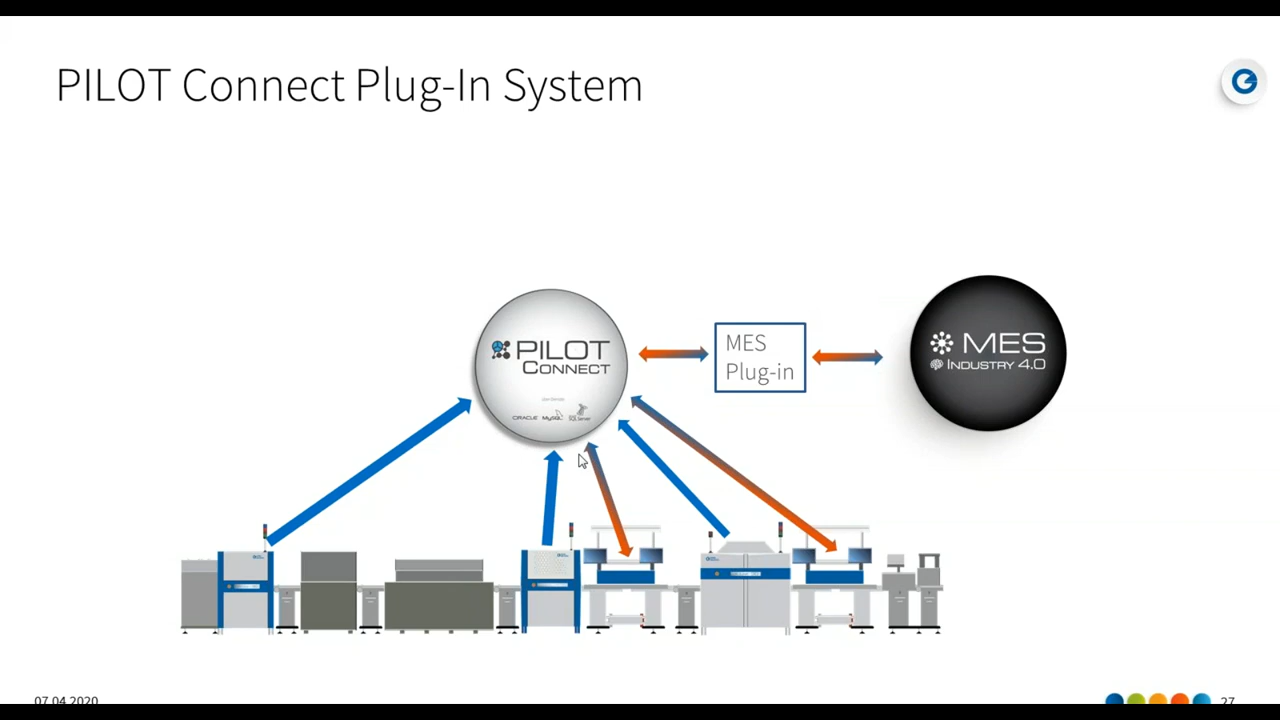 PILOT Connect Plug-In System
PILOT
CONNECT
ORACLE MySQL SQL Server
MES
Plug-in
MES
INDUSTRY 4.0
07.04.2020
27